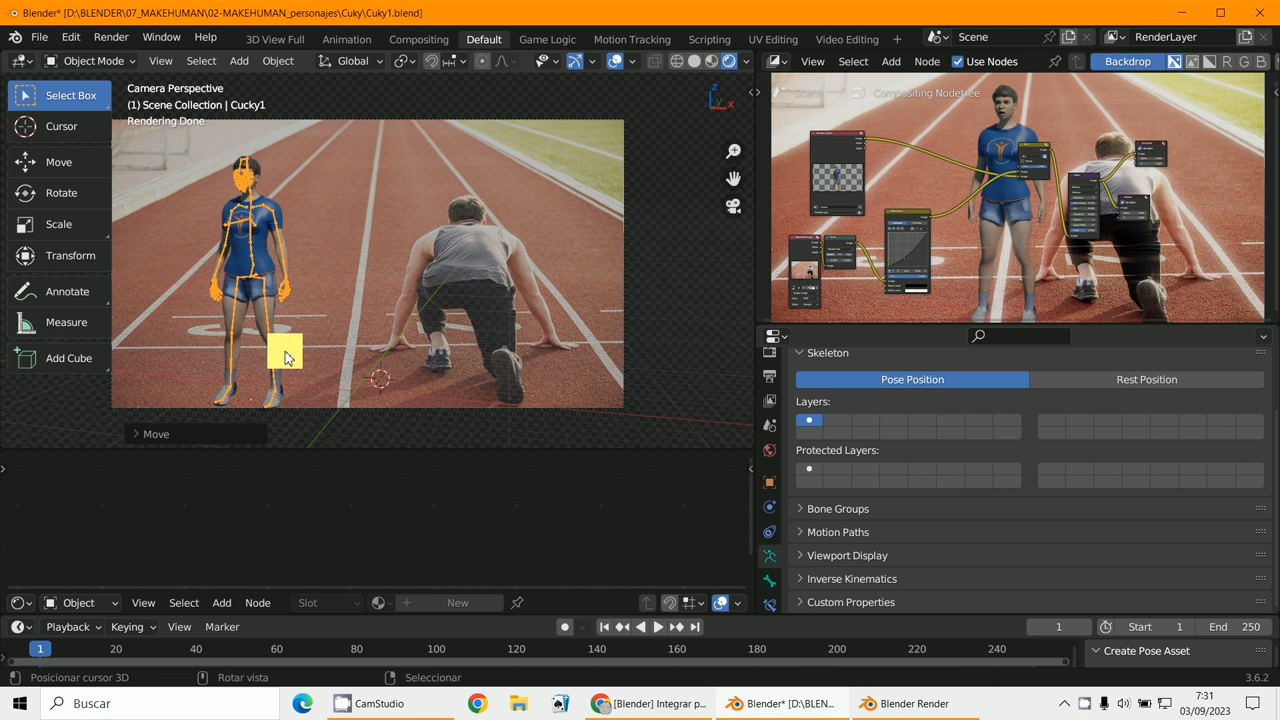 Blender* [D:\BLENDER\07_MAKEHUMAN\02-MAKEHUMAN_personajes\Cuky\Cuky1.blend]
File Edit Render Window Help 3D View Full Animation Compositing Default Game Logic Motion Tracking Scripting UV Editing Video Editing + Scene RenderLayer
Object Mode View Select Add Object Global
View Select Add Node Use Nodes Backdrop R G B
Select Box
Cursor
Move
Rotate
Scale
Transform
Annotate
Measure
Add Cube
Camera Perspective
(1) Scene Collection | Cucky1
Rendering Done
Z
Y X
Move
Scene Compositing Nodetree
Skeleton
Pose Position Rest Position
Layers:
Protected Layers:
Bone Groups
Motion Paths
Viewport Display
Inverse Kinematics
Custom Properties
Object View Select Add Node Slot New
Playback Keying View Marker 1 Start 1 End 250
1 20 40 60 80 100 120 140 160 180 200 220 240
Create Pose Asset
Posicionar cursor 3D Rotar vista Seleccionar 3.6.2
Buscar CamStudio [Blender] Integrar p... Blender* [D:\BLEN... Blender Render
7:31
03/09/2023